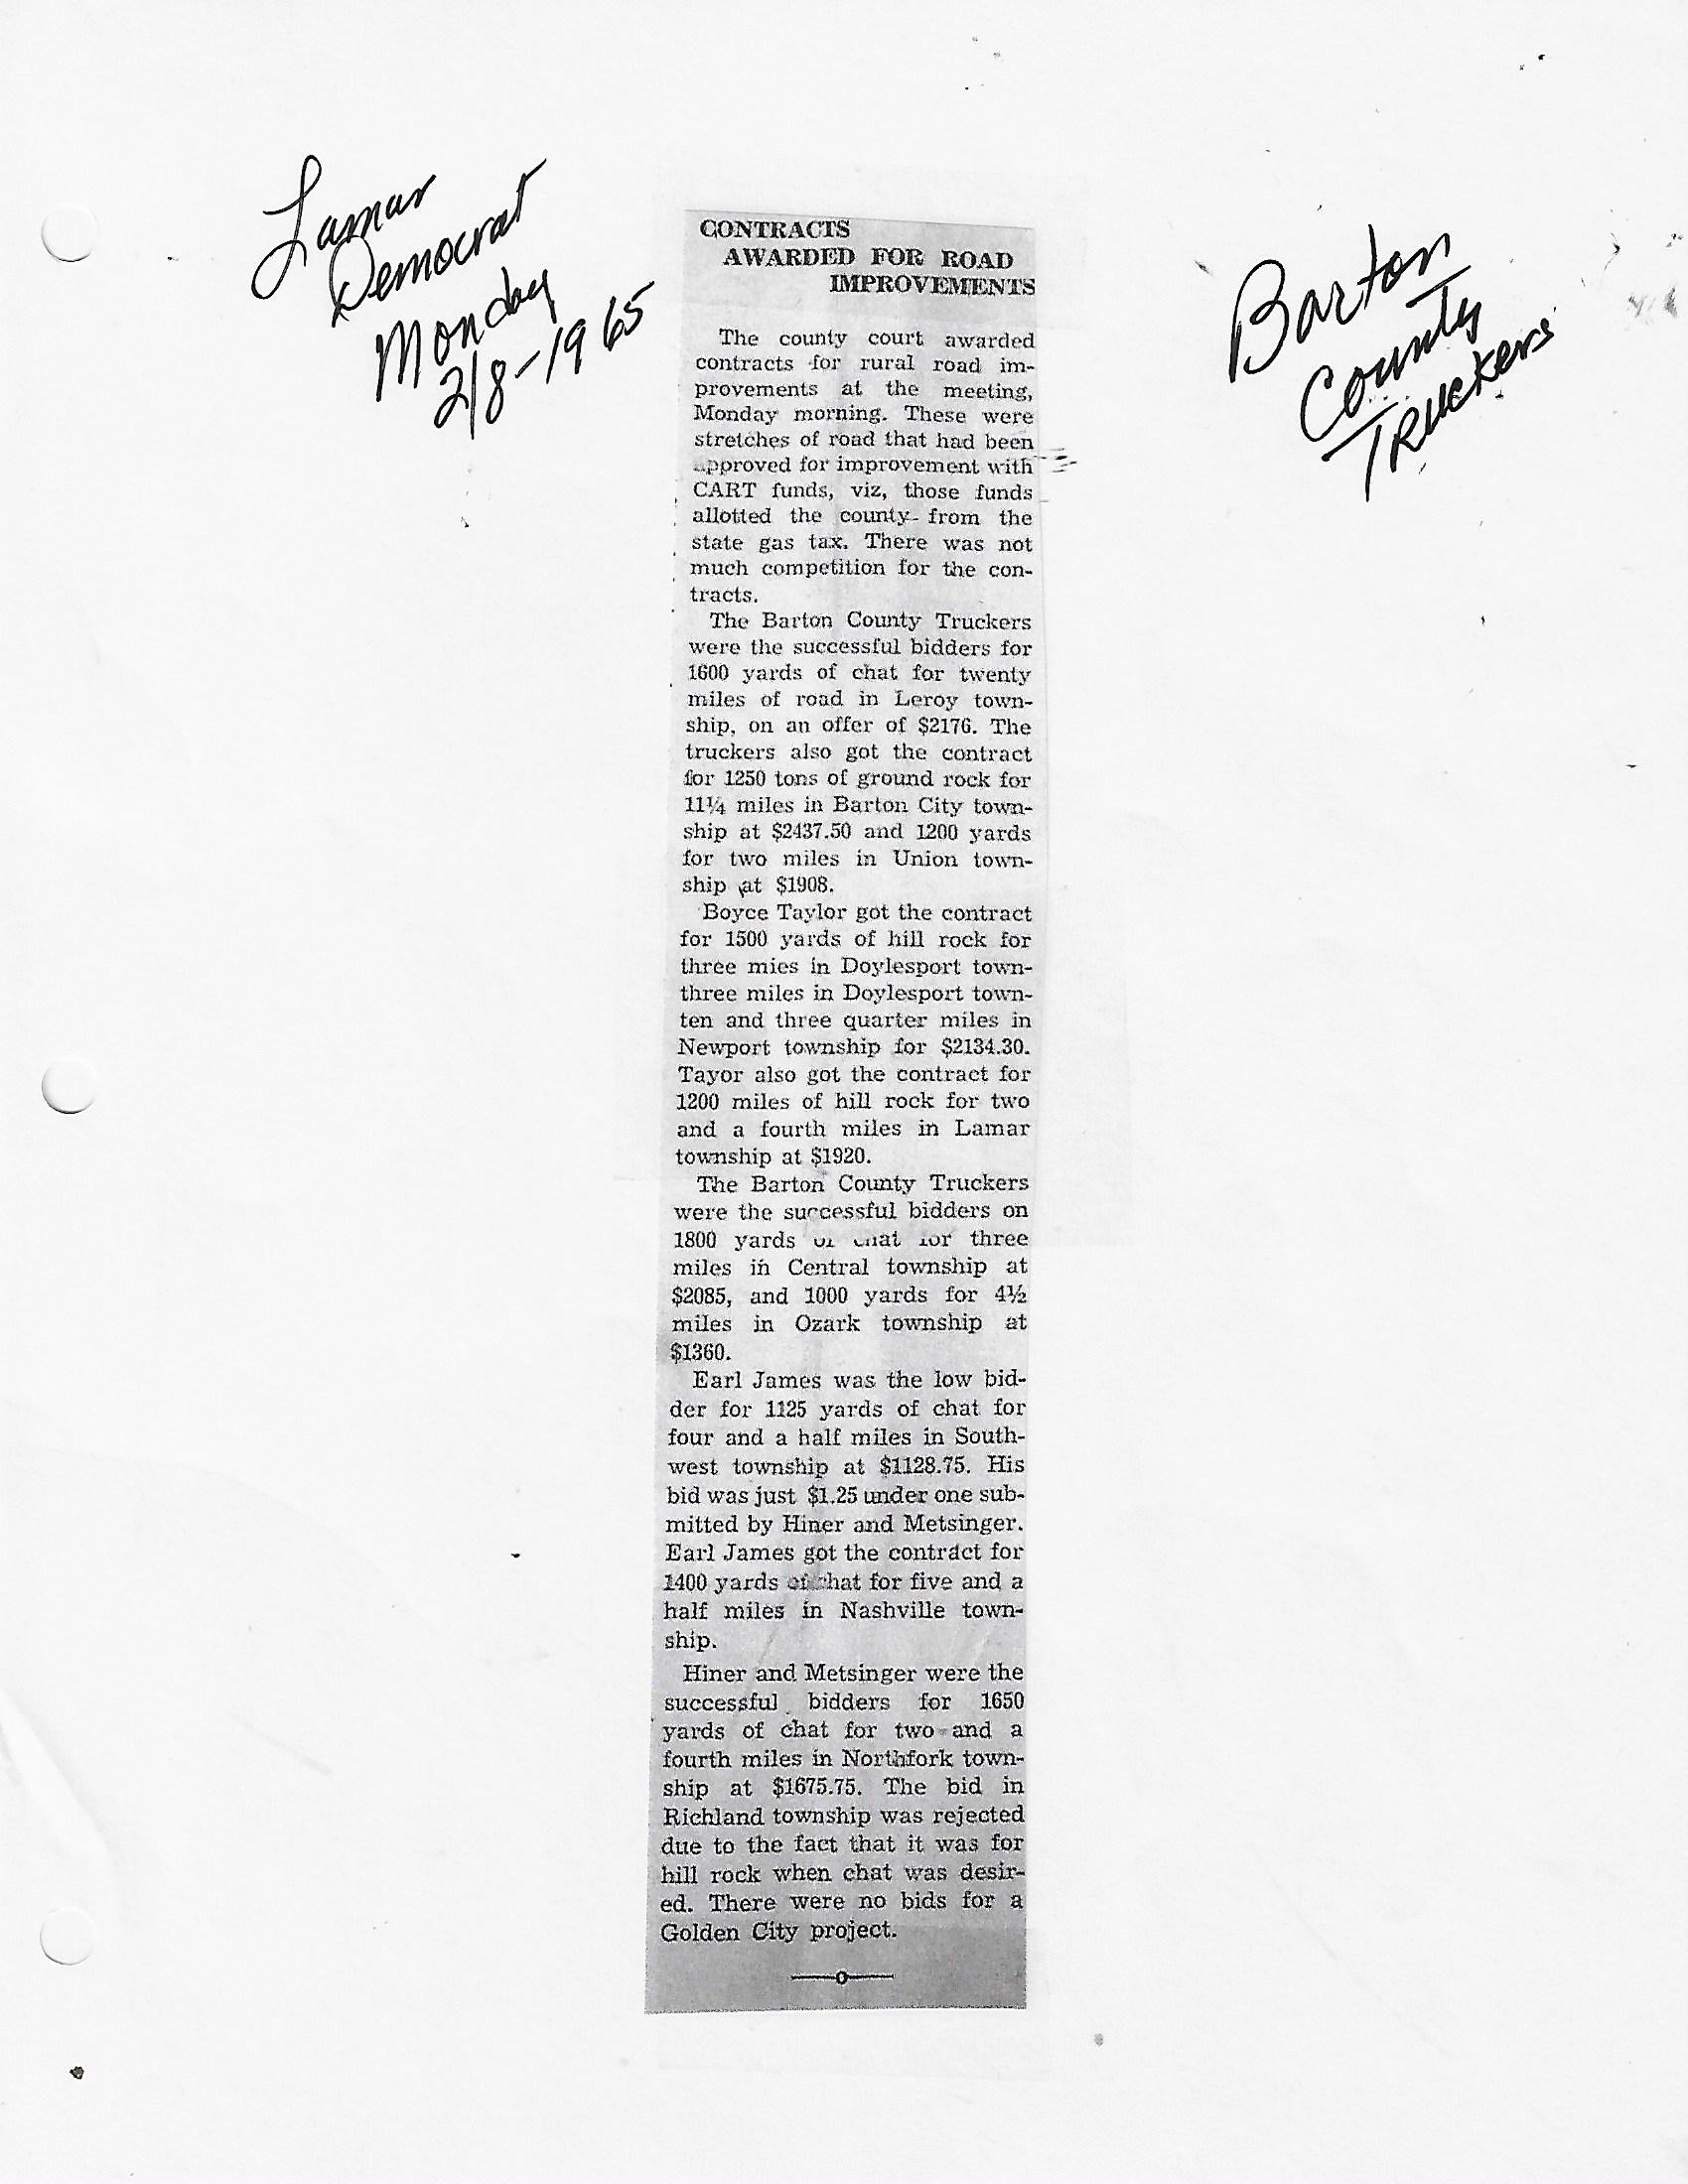 Lamar
Democrat
Monday
2/8-1965
Barton
County
Truckers
CONTRACTS
AWARDED FOR ROAD
IMPROVEMENTS
The county court awarded
contracts for rural road im-
provements at the meeting,
Monday morning. These were
stretches of road that had been
approved for improvement with
CART funds, viz, those funds
allotted the county from the
state gas tax. There was not
much competition for the con-
tracts.
The Barton County Truckers
were the successful bidders for
1600 yards of chat for twenty
miles of road in Leroy town-
ship, on an offer of $2176. The
truckers also got the contract
for 1250 tons of ground rock for
11¼ miles in Barton City town-
ship at $2437.50 and 1200 yards
for two miles in Union town-
ship at $1908.
Boyce Taylor got the contract
for 1500 yards of hill rock for
three mies in Doylesport town-
three miles in Doylesport town-
ten and three quarter miles in
Newport township for $2134.30.
Tayor also got the contract for
1200 miles of hill rock for two
and a fourth miles in Lamar
township at $1920.
The Barton County Truckers
were the successful bidders on
1800 yards of chat for three
miles in Central township at
$2085, and 1000 yards for 4½
miles in Ozark township at
$1360.
Earl James was the low bid-
der for 1125 yards of chat for
four and a half miles in South-
west township at $1128.75. His
bid was just $1.25 under one sub-
mitted by Hiner and Metsinger.
Earl James got the contract for
1400 yards of chat for five and a
half miles in Nashville town-
ship.
Hiner and Metsinger were the
successful bidders for 1650
yards of chat for two and a
fourth miles in Northfork town-
ship at $1675.75. The bid in
Richland township was rejected
due to the fact that it was for
hill rock when chat was desir-
ed. There were no bids for a
Golden City project.